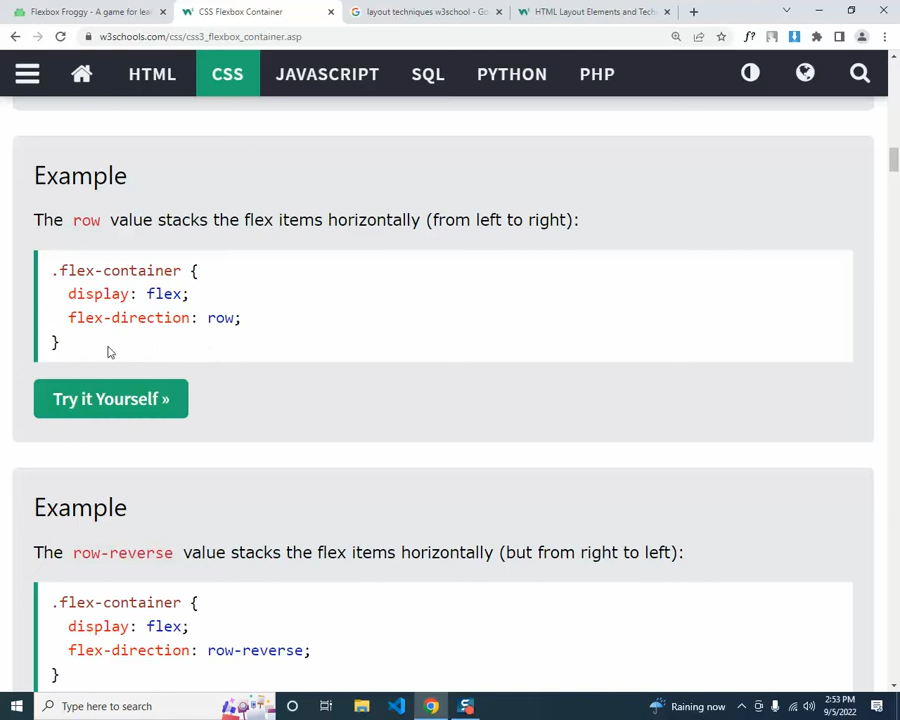 Flexbox Froggy - A game for lea
CSS Flexbox Container
layout techniques w3school - Go
HTML Layout Elements and Tech
w3schools.com/css/css3_flexbox_container.asp
HTML
CSS
JAVASCRIPT
SQL
PYTHON
PHP
Example
The row value stacks the flex items horizontally (from left to right):
.flex-container {
display: flex;
flex-direction: row;
}
Try it Yourself »
Example
The row-reverse value stacks the flex items horizontally (but from right to left):
.flex-container {
display: flex;
flex-direction: row-reverse;
}
Type here to search
Raining now
2:53 PM
9/5/2022